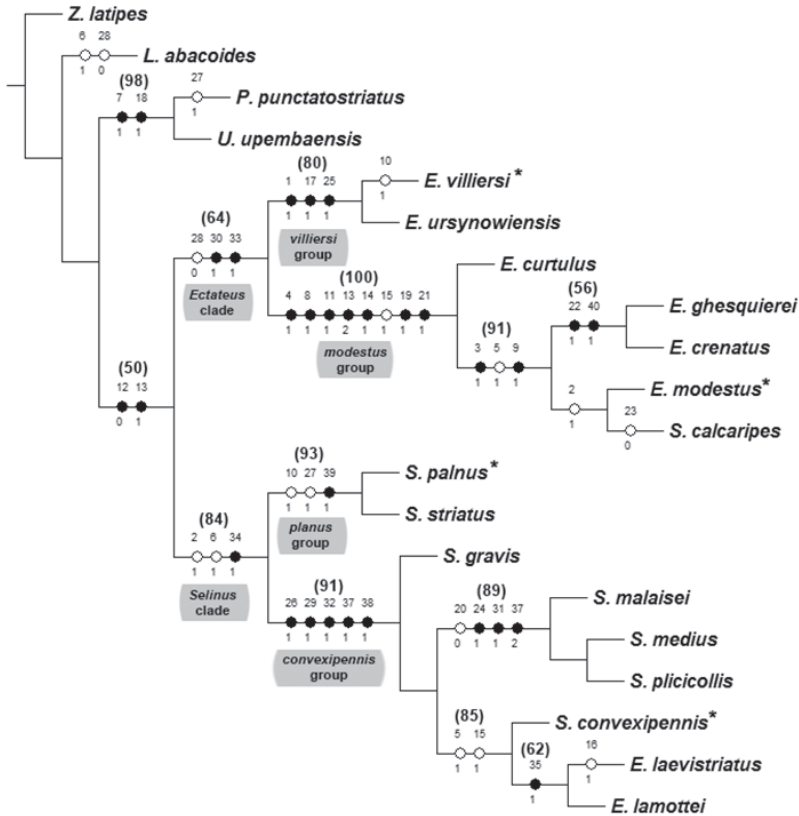 Z. latipes
6 28
L. abacoides
1 0
(98)
7 18
1 1
27
P. punctatostriatus
1
U. upembaensis
(80)
1 17 25
1 1 1
10
E. villiersi*
1
E. ursynowiensis
villiersi
group
(64)
28 30 33
0 1 1
Ectateus
clade
(100)
4 8 11 13 14 15 19 21
1 1 1 2 1 1 1 1
modestus
group
E. curtulus
(91)
3 5 9
1 1 1
(56)
22 40
1 1
E. ghesquierei
E. crenatus
2
1
E. modestus*
23
S. calcaripes
0
(50)
12 13
0 1
(93)
10 27 39
1 1 1
planus
group
S. palnus*
S. striatus
(84)
2 6 34
1 1 1
Selinus
clade
(91)
26 29 32 37 38
1 1 1 1 1
convexipennis
group
S. gravis
(89)
20 24 31 37
0 1 1 2
S. malaisei
S. medius
S. plicicollis
(85)
5 15
1 1
S. convexipennis*
(62)
35
1
16
E. laevistriatus
1
E. lamottei